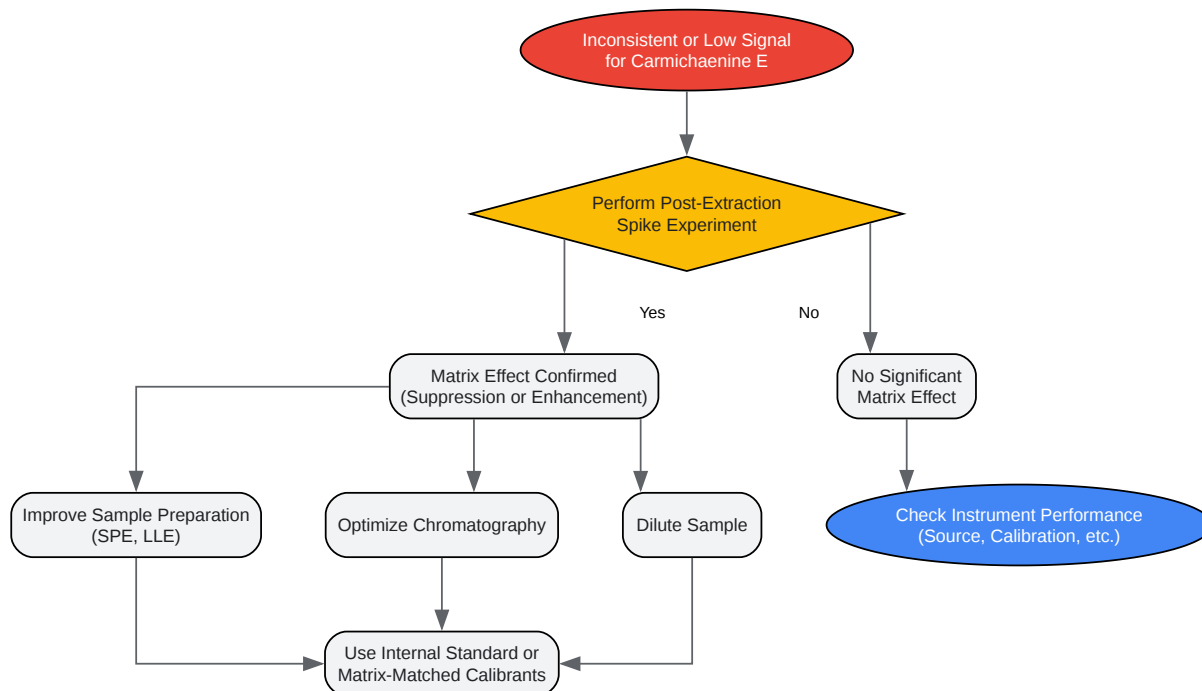 Inconsistent or Low Signal
for Carmichaenine E
Perform Post-Extraction
Spike Experiment
Yes
No
Matrix Effect Confirmed
(Suppression or Enhancement)
No Significant
Matrix Effect
Improve Sample Preparation
(SPE, LLE)
Optimize Chromatography
Dilute Sample
Check Instrument Performance
(Source, Calibration, etc.)
Use Internal Standard or
Matrix-Matched Calibrants